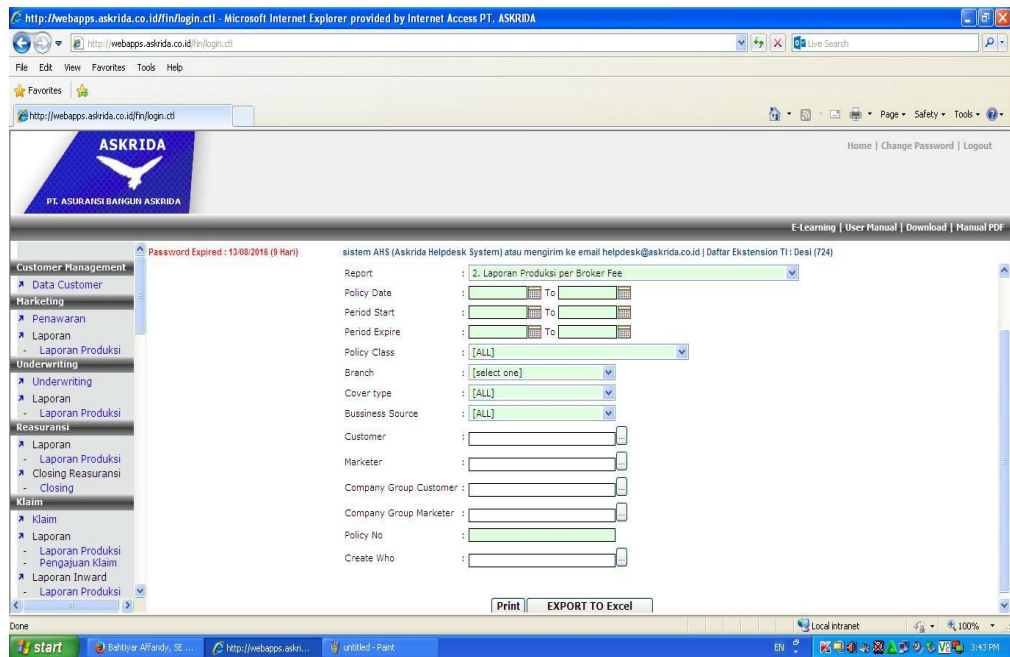 http://webapps.askrida.co.id/fin/login.ctl - Microsoft Internet Explorer provided by Internet Access PT. ASKRIDA
http://webapps.askrida.co.id/fin/login.ctl
Live Search
File Edit View Favorites Tools Help
Favorites
http://webapps.askrida.co.id/fin/login.ctl
Page Safety Tools
ASKRIDA
PT. ASURANSI BANGUN ASKRIDA
Home | Change Password | Logout
E-Learning | User Manual | Download | Manual PDF
Password Expired : 13/08/2016 (9 Hari)
sistem AHS (Askrida Helpdesk System) atau mengirim ke email helpdesk@askrida.co.id | Daftar Ekstension TI : Desi (724)
Customer Management
Data Customer
Marketing
Penawaran
Laporan
- Laporan Produksi
Underwriting
Underwriting
Laporan
- Laporan Produksi
Reasuransi
Laporan
- Laporan Produksi
Closing Reasuransi
- Closing
Klaim
Klaim
Laporan
- Laporan Produksi
- Pengajuan Klaim
Laporan Inward
- Laporan Produksi
Report : 2. Laporan Produksi per Broker Fee
Policy Date : To
Period Start : To
Period Expire : To
Policy Class : [ALL]
Branch : [select one]
Cover type : [ALL]
Bussiness Source : [ALL]
Customer : ...
Marketer : ...
Company Group Customer : ...
Company Group Marketer : ...
Policy No :
Create Who : ...
Print EXPORT TO Excel
Done
Local intranet
100%
start
Bahtiyar Affandy, SE ...
http://webapps.askri...
untitled - Paint
EN
3:43 PM